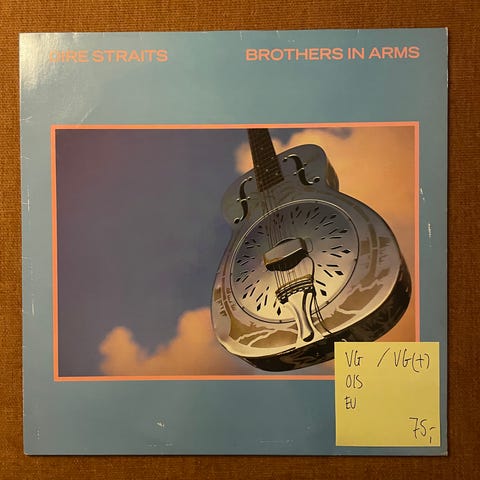 DIRE STRAITS
BROTHERS IN ARMS
VG / VG(+)
OIS
EU
75,-